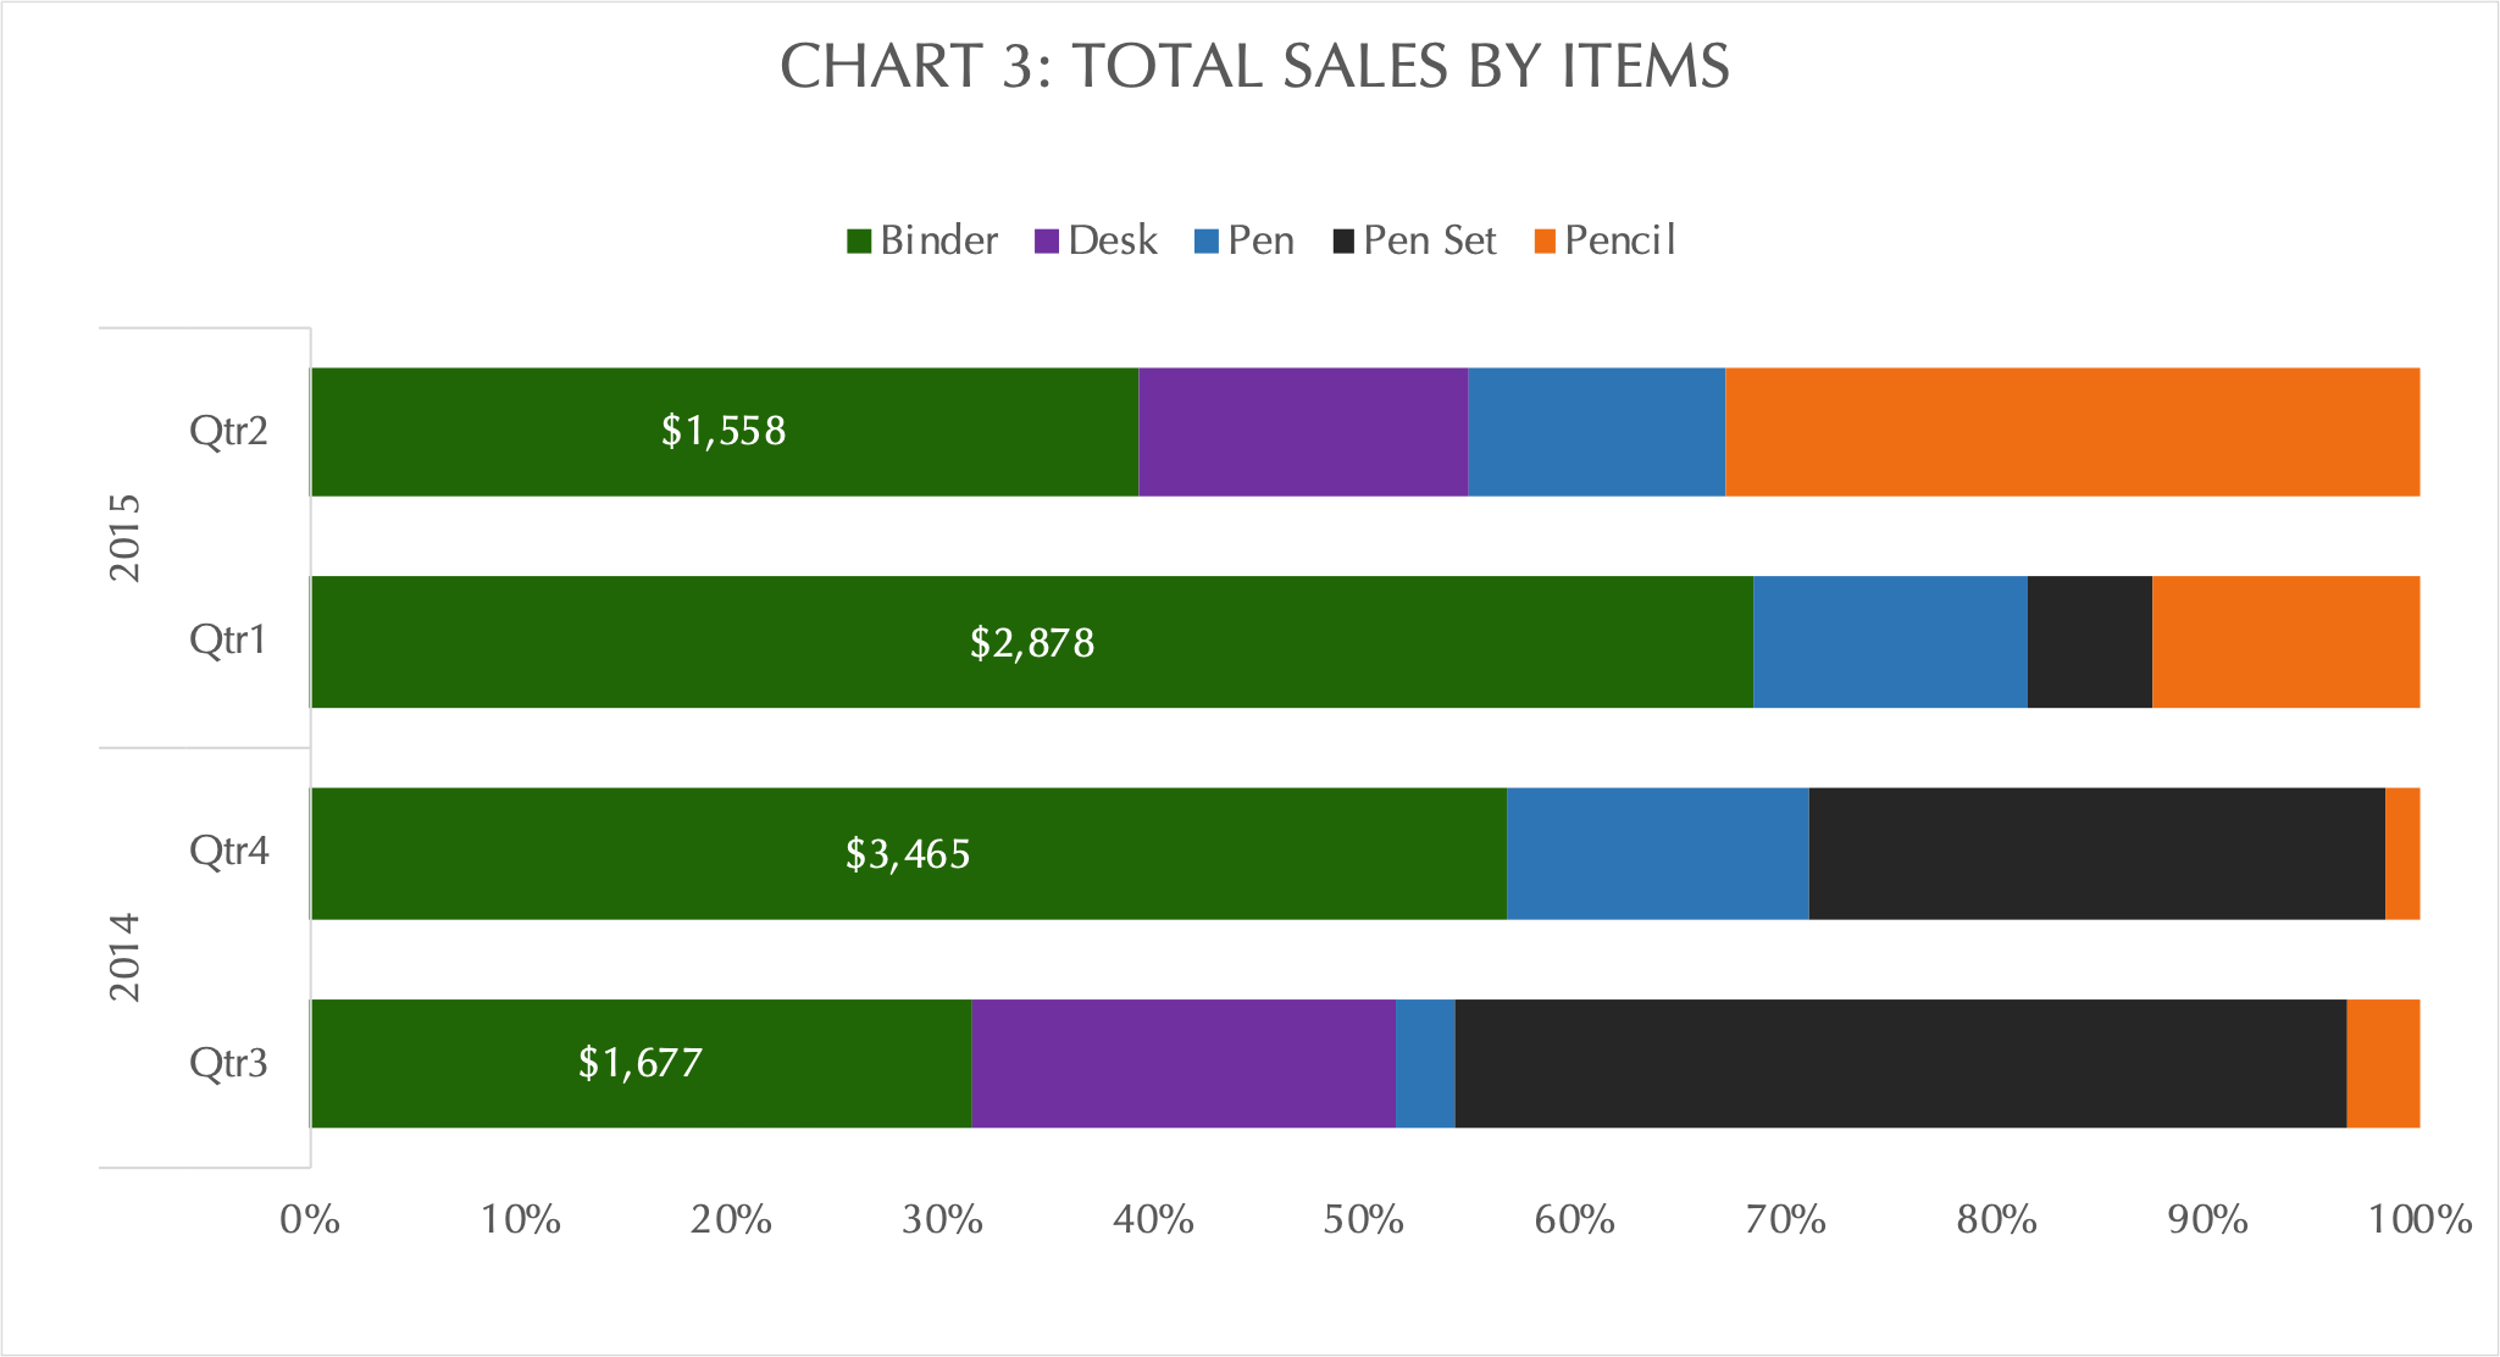 CHART 3: TOTAL SALES BY ITEMS
Binder Desk Pen Pen Set Pencil
2015
Qtr2 $1,558
Qtr1 $2,878
2014
Qtr4 $3,465
Qtr3 $1,677
0% 10% 20% 30% 40% 50% 60% 70% 80% 90% 100%